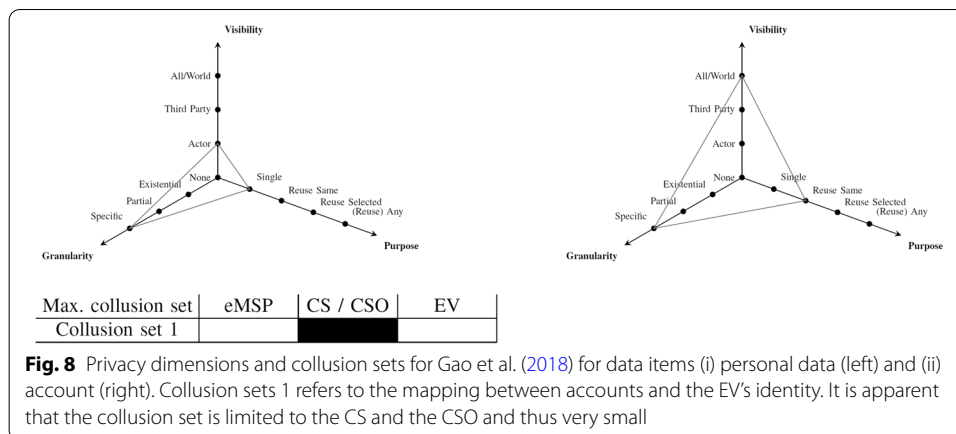 Visibility
All/World
Third Party
Actor
None
Single
Existential
Reuse Same
Partial
Reuse Selected
Specific
(Reuse) Any
Granularity
Purpose
Visibility
All/World
Third Party
Actor
None
Single
Existential
Reuse Same
Partial
Reuse Selected
Specific
(Reuse) Any
Granularity
Purpose
Max. collusion set eMSP CS / CSO EV
Collusion set 1
Fig. 8 Privacy dimensions and collusion sets for Gao et al. (2018) for data items (i) personal data (left) and (ii)
account (right). Collusion sets 1 refers to the mapping between accounts and the EV's identity. It is apparent
that the collusion set is limited to the CS and the CSO and thus very small